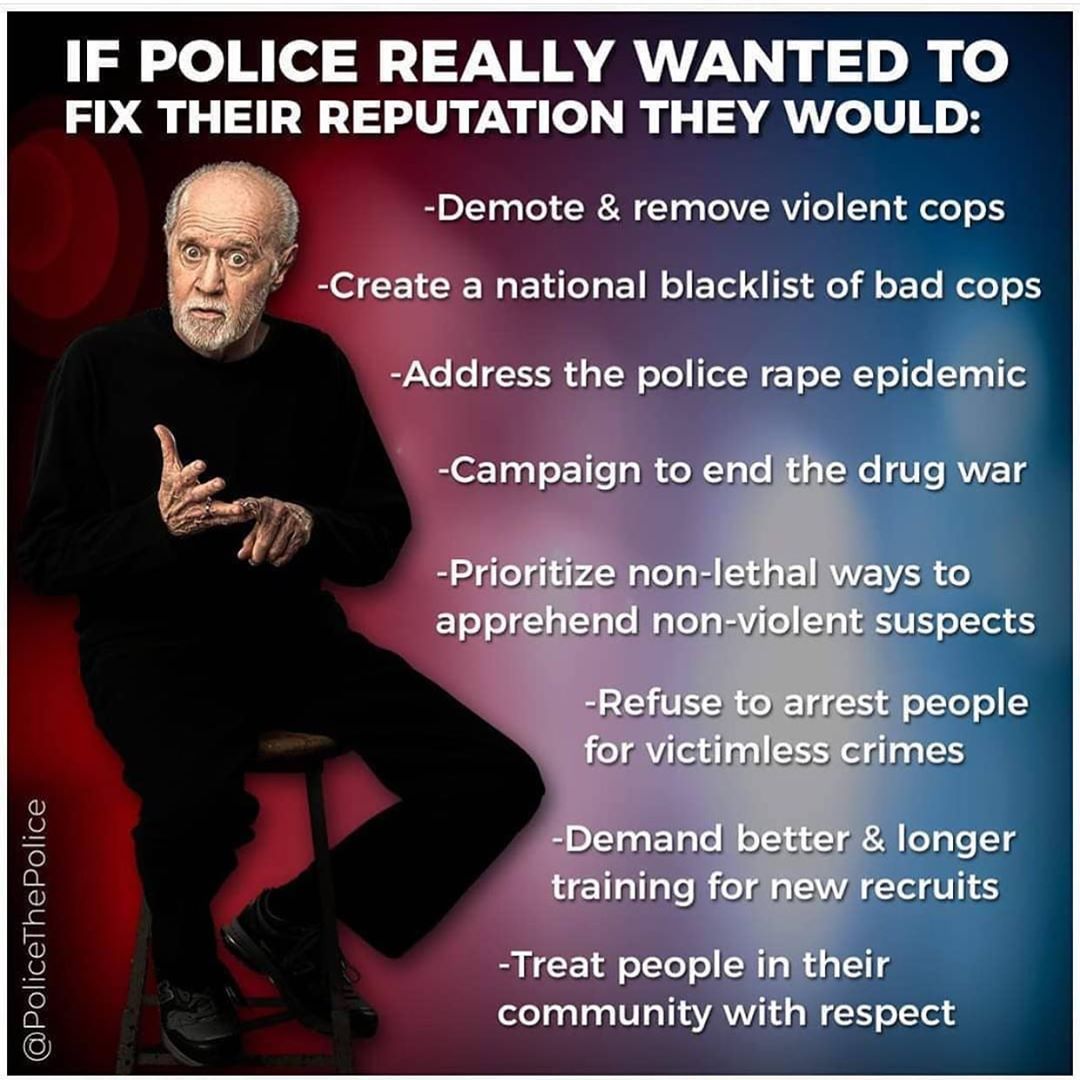 IF POLICE REALLY WANTED TO
FIX THEIR REPUTATION THEY WOULD:
-Demote & remove violent cops
-Create a national blacklist of bad cops
-Address the police rape epidemic
-Campaign to end the drug war
-Prioritize non-lethal ways to
apprehend non-violent suspects
-Refuse to arrest people
for victimless crimes
-Demand better & longer
training for new recruits
-Treat people in their
community with respect
@PoliceThePolice